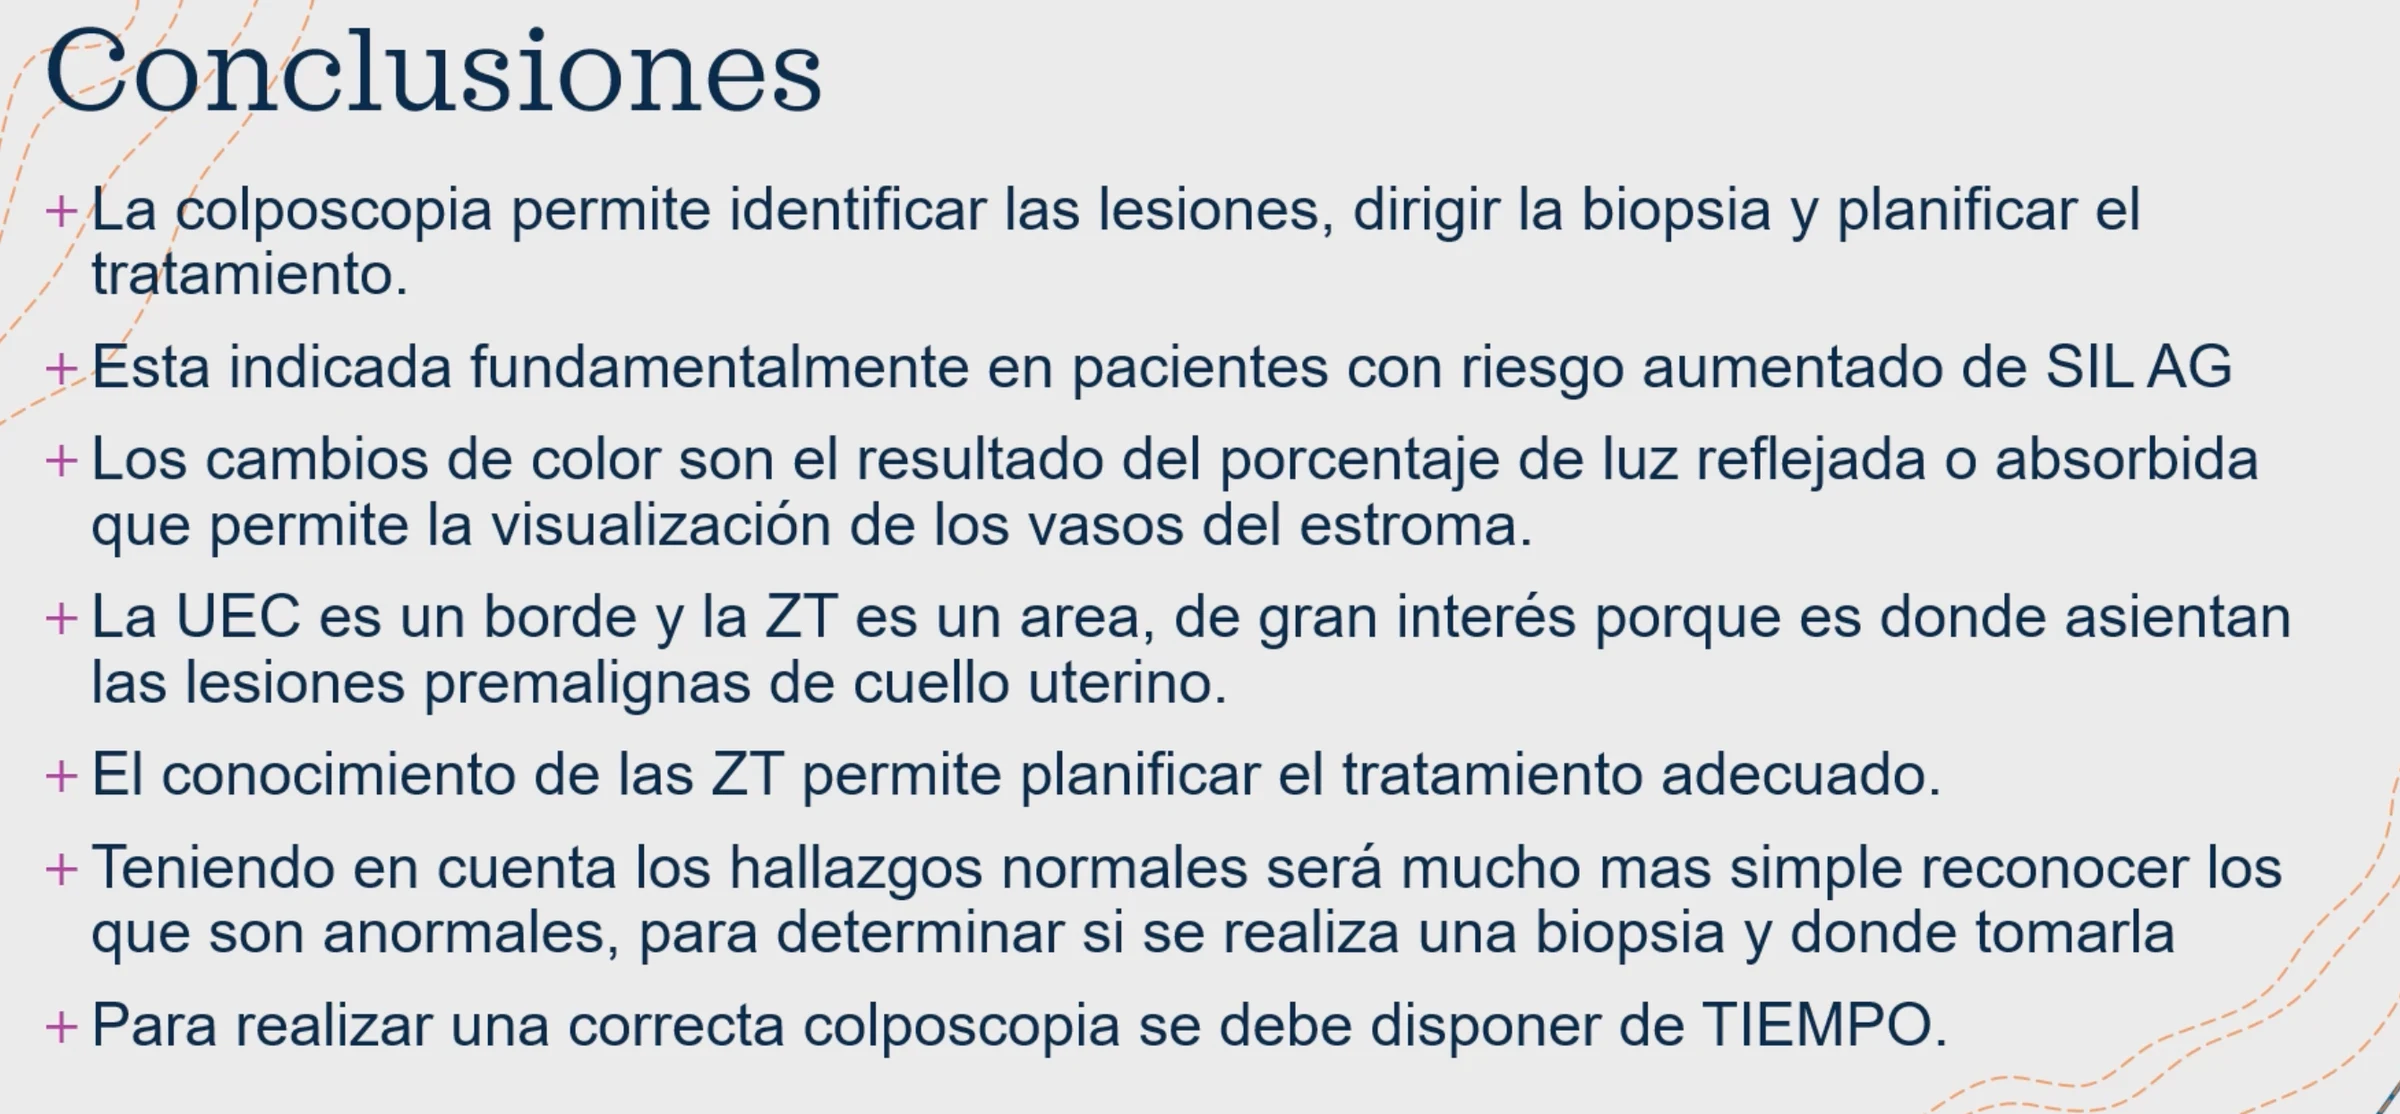 Conclusiones
+ La colposcopia permite identificar las lesiones, dirigir la biopsia y planificar el
tratamiento.
+ Esta indicada fundamentalmente en pacientes con riesgo aumentado de SIL AG
+ Los cambios de color son el resultado del porcentaje de luz reflejada o absorbida
que permite la visualización de los vasos del estroma.
+ La UEC es un borde y la ZT es un area, de gran interés porque es donde asientan
las lesiones premalignas de cuello uterino.
+ El conocimiento de las ZT permite planificar el tratamiento adecuado.
+ Teniendo en cuenta los hallazgos normales será mucho mas simple reconocer los
que son anormales, para determinar si se realiza una biopsia y donde tomarla
+ Para realizar una correcta colposcopia se debe disponer de TIEMPO.